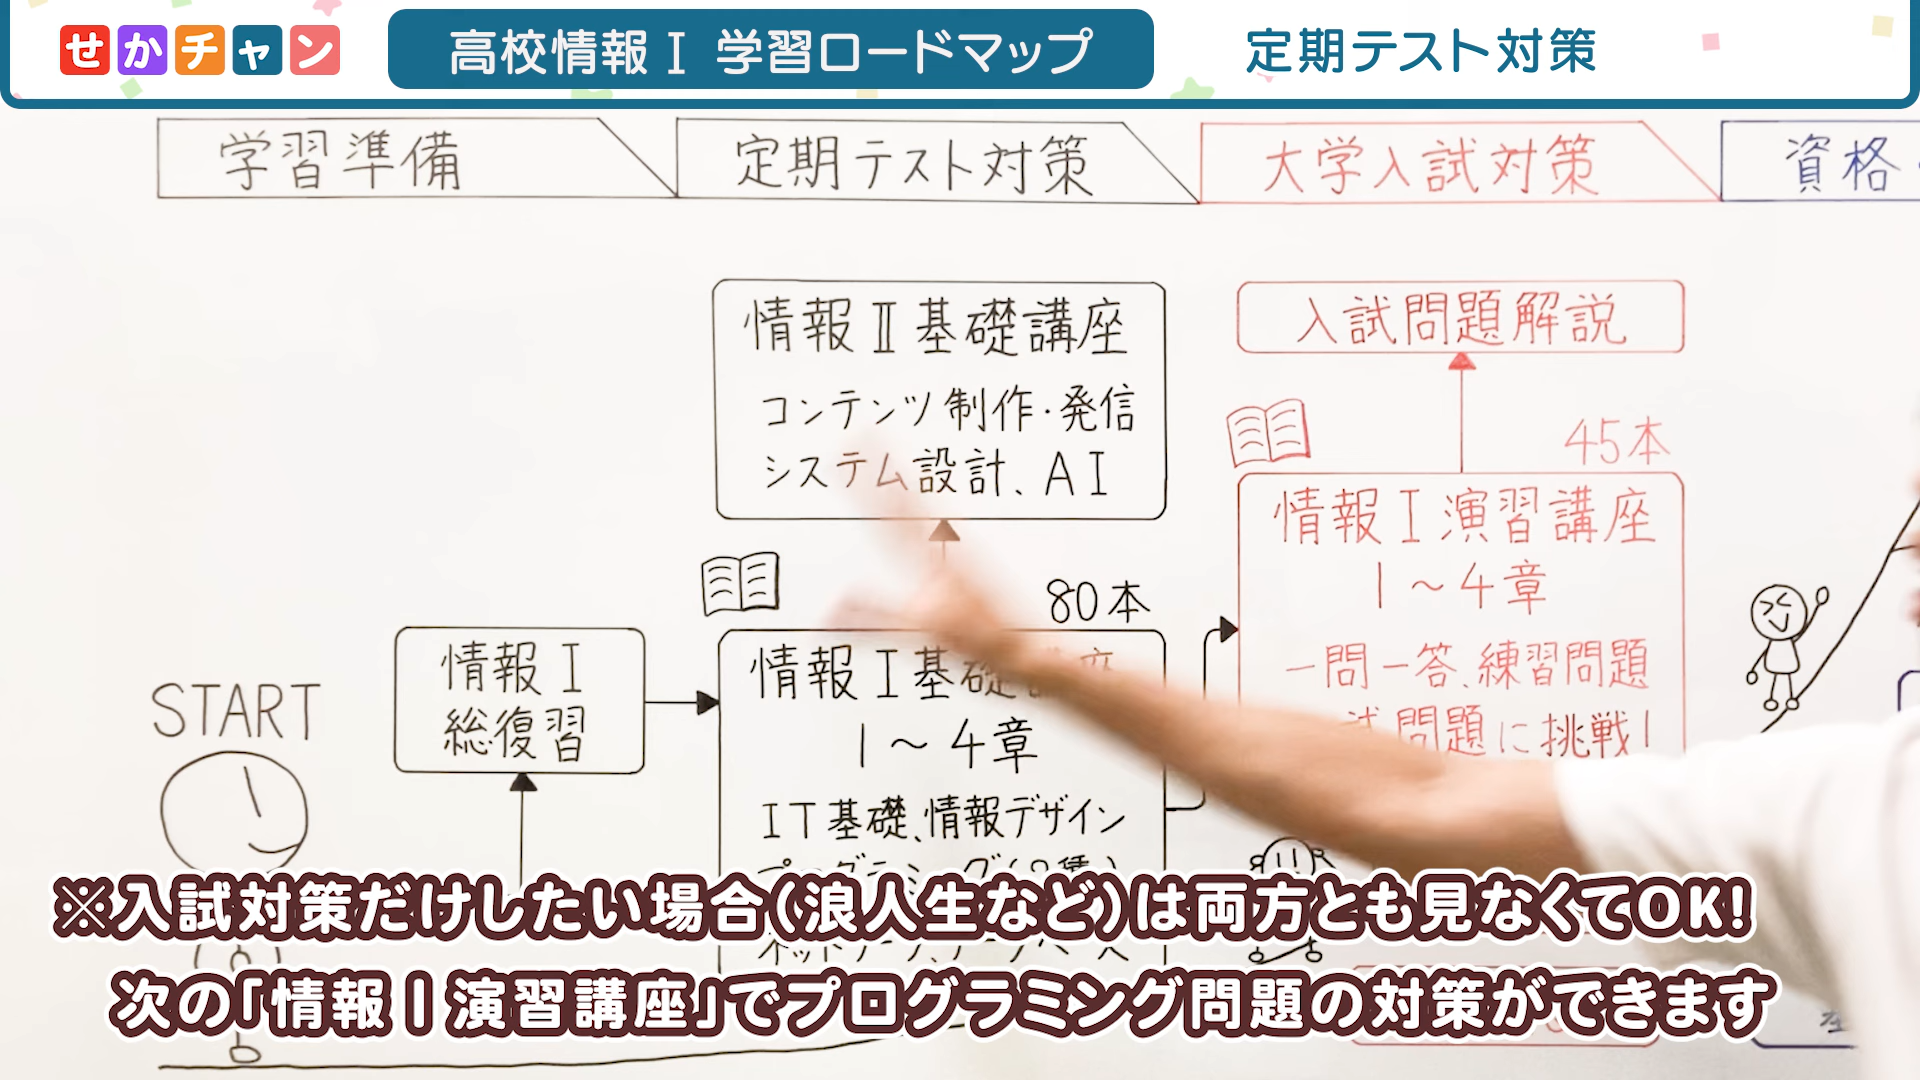 せかチャン
高校情報Ⅰ 学習ロードマップ
定期テスト対策
学習準備
定期テスト対策
大学入試対策
資格
情報Ⅱ基礎講座
コンテンツ制作・発信
システム設計、AI
入試問題解説
45本
情報Ⅰ演習講座
1〜4章
一問一答、練習問題
試問題に挑戦!
START
情報Ⅰ
総復習
80本
情報Ⅰ基礎講座
1〜4章
IT基礎、情報デザイン
※入試対策だけしたい場合(浪人生など)は両方とも見なくてOK!
次の「情報Ⅰ演習講座」でプログラミング問題の対策ができます